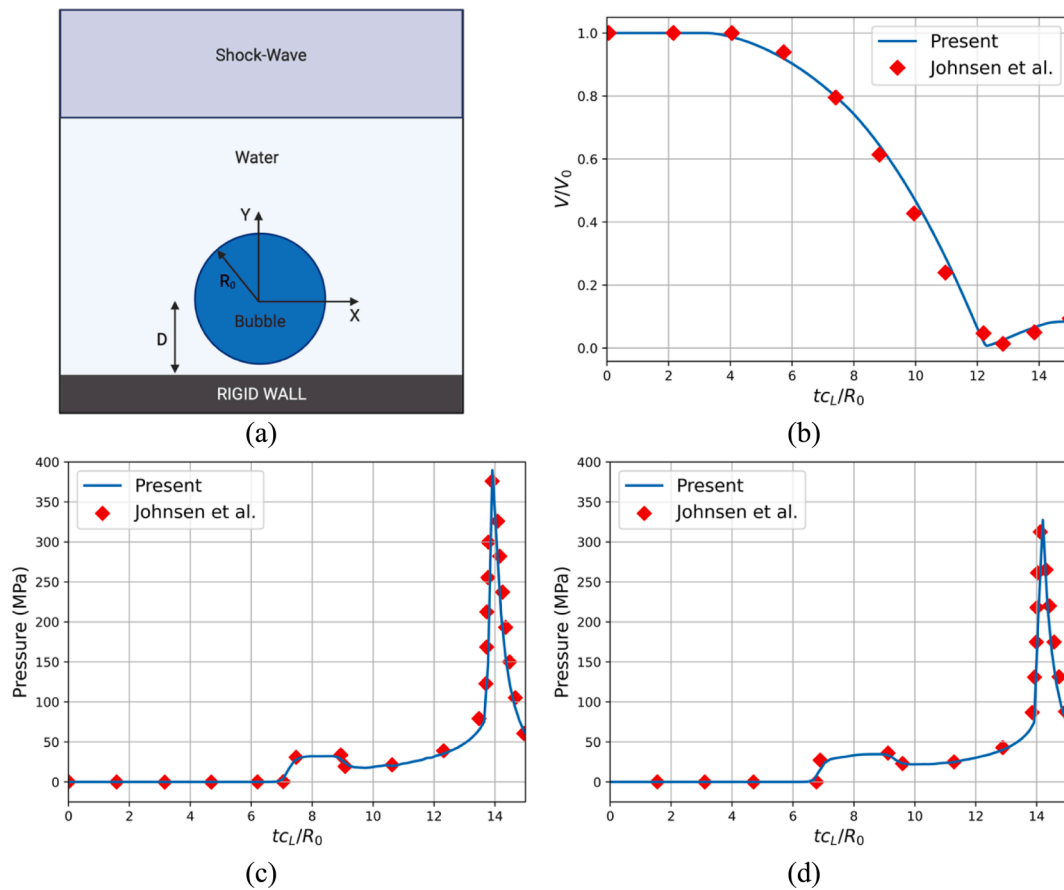 Shock-Wave
Water
Y
R₀
X
Bubble
D
RIGID WALL
(a)
1.0
0.8
0.6
0.4
0.2
0.0
V/V₀
Present
Johnsen et al.
0 2 4 6 8 10 12 14
tc_L/R₀
(b)
400
350
300
250
200
150
100
50
0
Pressure (MPa)
Present
Johnsen et al.
0 2 4 6 8 10 12 14
tc_L/R₀
(c)
400
350
300
250
200
150
100
50
0
Pressure (MPa)
Present
Johnsen et al.
0 2 4 6 8 10 12 14
tc_L/R₀
(d)